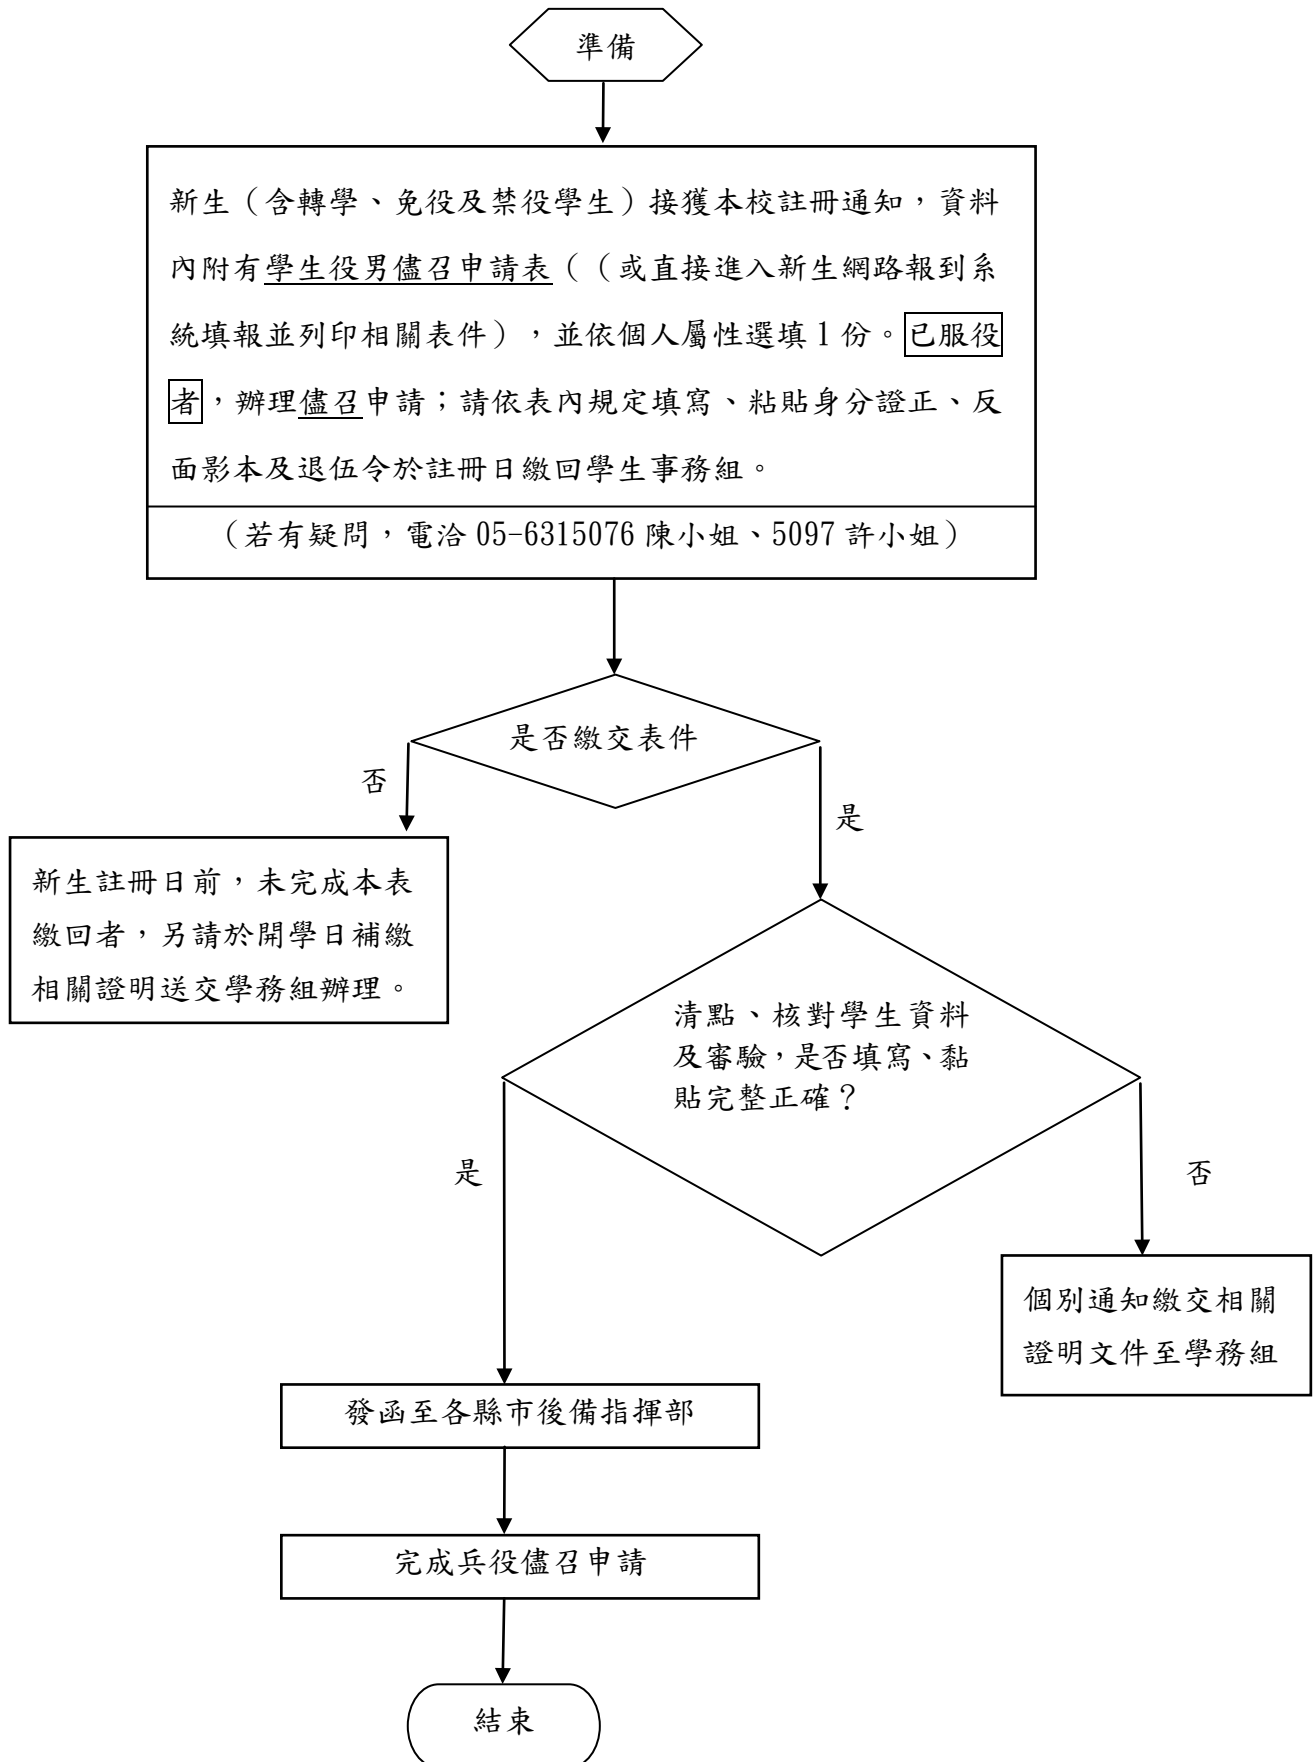 準備
新生（含轉學、免役及禁役學生）接獲本校註冊通知，資料
內附有學生役男儘召申請表（（或直接進入新生網路報到系
統填報並列印相關表件），並依個人屬性選填1份。已服役
者，辦理儘召申請；請依表內規定填寫、粘貼身分證正、反
面影本及退伍令於註冊日繳回學生事務組。
（若有疑問，電洽05-6315076陳小姐、5097許小姐）
是否繳交表件
否
是
新生註冊日前，未完成本表
繳回者，另請於開學日補繳
相關證明送交學務組辦理。
清點、核對學生資料
及審驗，是否填寫、黏
貼完整正確？
是
否
個別通知繳交相關
證明文件至學務組
發函至各縣市後備指揮部
完成兵役儘召申請
結束